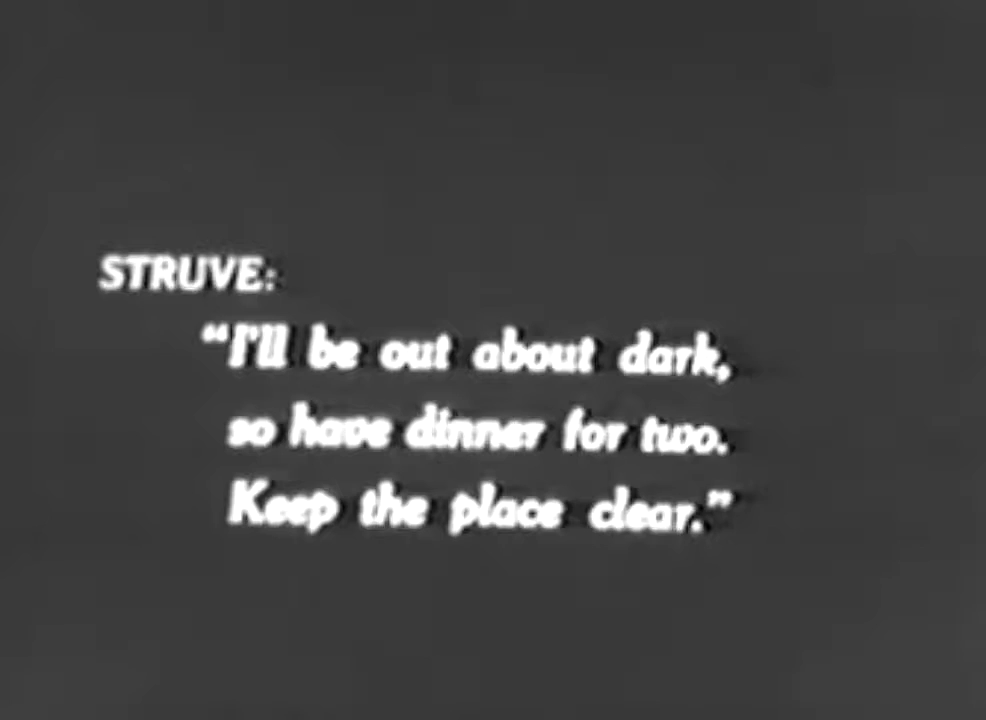 STRUVE:
“I'll be out about dark,
so have dinner for two.
Keep the place clear.”